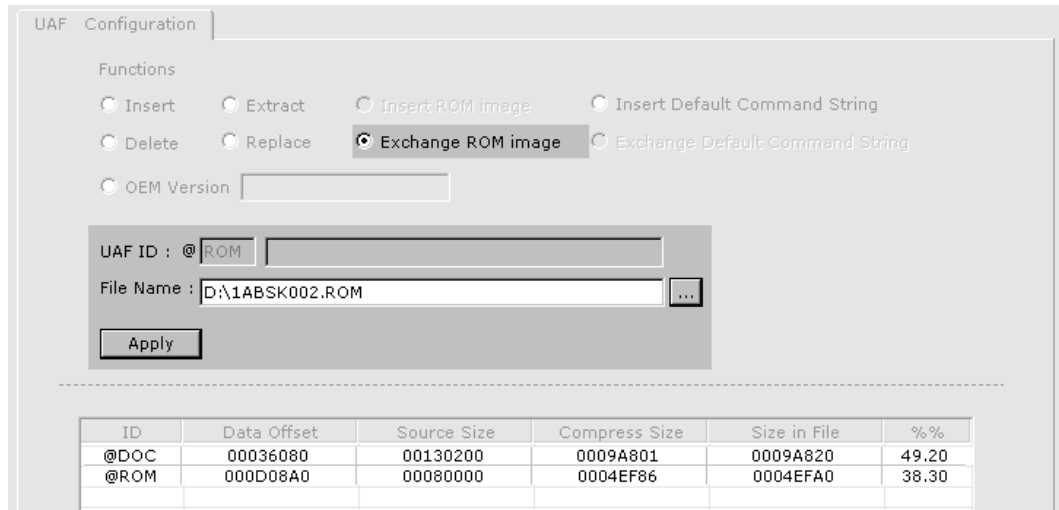 UAF Configuration
Functions
Insert Extract Insert ROM image Insert Default Command String
Delete Replace Exchange ROM image Exchange Default Command String
OEM Version
UAF ID : @ ROM
File Name : D:\1ABSK002.ROM ...
Apply
ID Data Offset Source Size Compress Size Size in File %%
@DOC 00036080 00130200 0009A801 0009A820 49.20
@ROM 000D08A0 00080000 0004EF86 0004EFA0 38.30